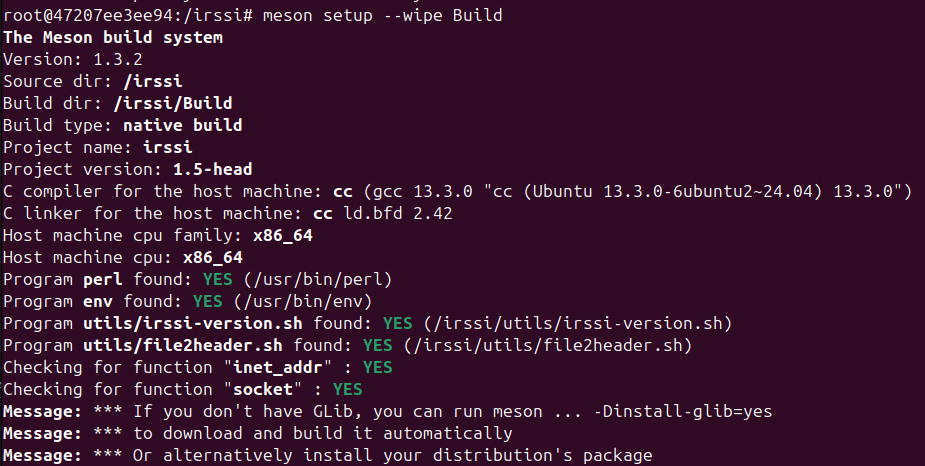 root@47207ee3ee94:/irssi# meson setup --wipe Build
The Meson build system
Version: 1.3.2
Source dir: /irssi
Build dir: /irssi/Build
Build type: native build
Project name: irssi
Project version: 1.5-head
C compiler for the host machine: cc (gcc 13.3.0 "cc (Ubuntu 13.3.0-6ubuntu2~24.04) 13.3.0")
C linker for the host machine: cc ld.bfd 2.42
Host machine cpu family: x86_64
Host machine cpu: x86_64
Program perl found: YES (/usr/bin/perl)
Program env found: YES (/usr/bin/env)
Program utils/irssi-version.sh found: YES (/irssi/utils/irssi-version.sh)
Program utils/file2header.sh found: YES (/irssi/utils/file2header.sh)
Checking for function "inet_addr" : YES
Checking for function "socket" : YES
Message: *** If you don't have GLib, you can run meson ... -Dinstall-glib=yes
Message: *** to download and build it automatically
Message: *** Or alternatively install your distribution's package